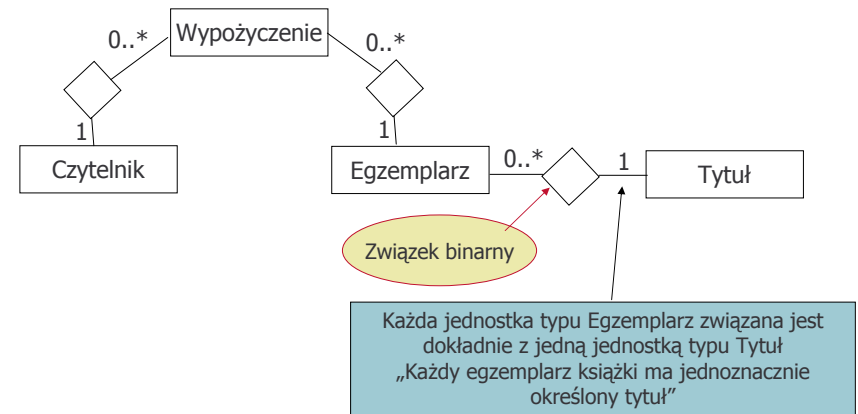 Wypożyczenie
0..*
0..*
1
1
Czytelnik
Egzemplarz
0..*
1
Tytuł
Związek binarny
Każda jednostka typu Egzemplarz związana jest
dokładnie z jedną jednostką typu Tytuł
„Każdy egzemplarz książki ma jednoznacznie
określony tytuł”